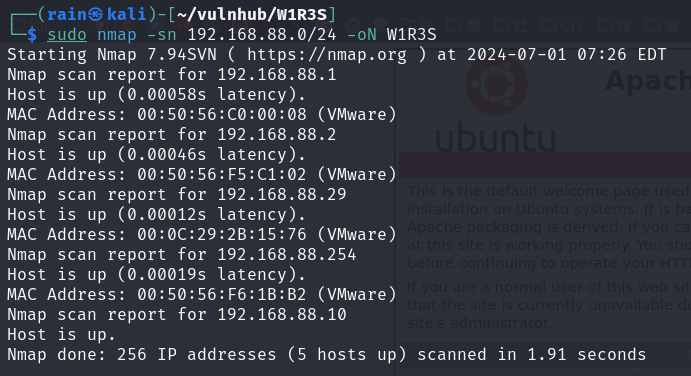 ┌──(rain㉿kali)-[~/vulnhub/W1R3S]
└─$ sudo nmap -sn 192.168.88.0/24 -oN W1R3S
Starting Nmap 7.94SVN ( https://nmap.org ) at 2024-07-01 07:26 EDT
Nmap scan report for 192.168.88.1
Host is up (0.00058s latency).
MAC Address: 00:50:56:C0:00:08 (VMware)
Nmap scan report for 192.168.88.2
Host is up (0.00046s latency).
MAC Address: 00:50:56:F5:C1:02 (VMware)
Nmap scan report for 192.168.88.29
Host is up (0.00012s latency).
MAC Address: 00:0C:29:2B:15:76 (VMware)
Nmap scan report for 192.168.88.254
Host is up (0.00019s latency).
MAC Address: 00:50:56:F6:1B:B2 (VMware)
Nmap scan report for 192.168.88.10
Host is up.
Nmap done: 256 IP addresses (5 hosts up) scanned in 1.91 seconds
CTF
Apache
ubuntu
This is the default welcome page used
installation on Ubuntu systems. It is ba
Apache packaging is derived. If you ca
at this site is working properly. You sho
before continuing to operate your HTT
If you are a normal user of this web sit
that the site is currently unavailable du
site's administrator.